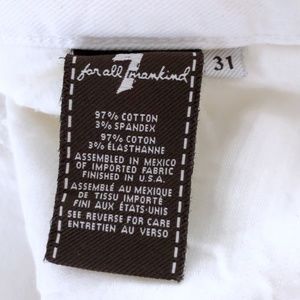 7
for all mankind
31
97% COTTON
3% SPANDEX
97% COTON
3% ÉLASTHANNE
ASSEMBLED IN MEXICO
OF IMPORTED FABRIC
FINISHED IN U.S.A.
ASSEMBLÉ AU MEXIQUE
DE TISSU IMPORTÉ
FINI AUX ÉTATS-UNIS
SEE REVERSE FOR CARE
ENTRETIEN AU VERSO